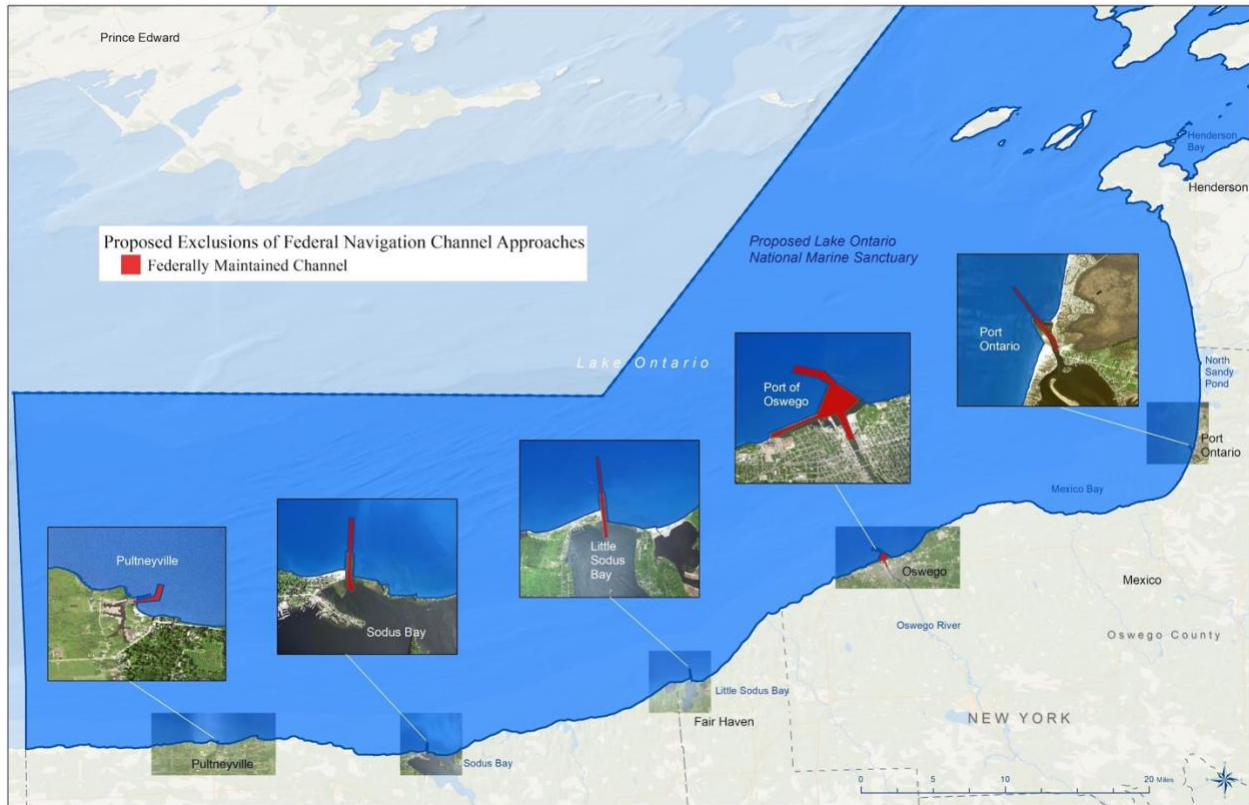 Prince Edward
Henderson
Bay
Henderson
Proposed Exclusions of Federal Navigation Channel Approaches
Federally Maintained Channel
Proposed Lake Ontario
National Marine Sanctuary
Port
Ontario
Lake Ontario
North
Sandy
Pond
Port of
Oswego
Port
Ontario
Mexico Bay
Pultneyville
Little
Sodus
Bay
Sodus Bay
Oswego
Mexico
Oswego River
Oswego County
Little Sodus Bay
Fair Haven
NEW YORK
Pultneyville
Sodus Bay
0 5 10 20 Miles